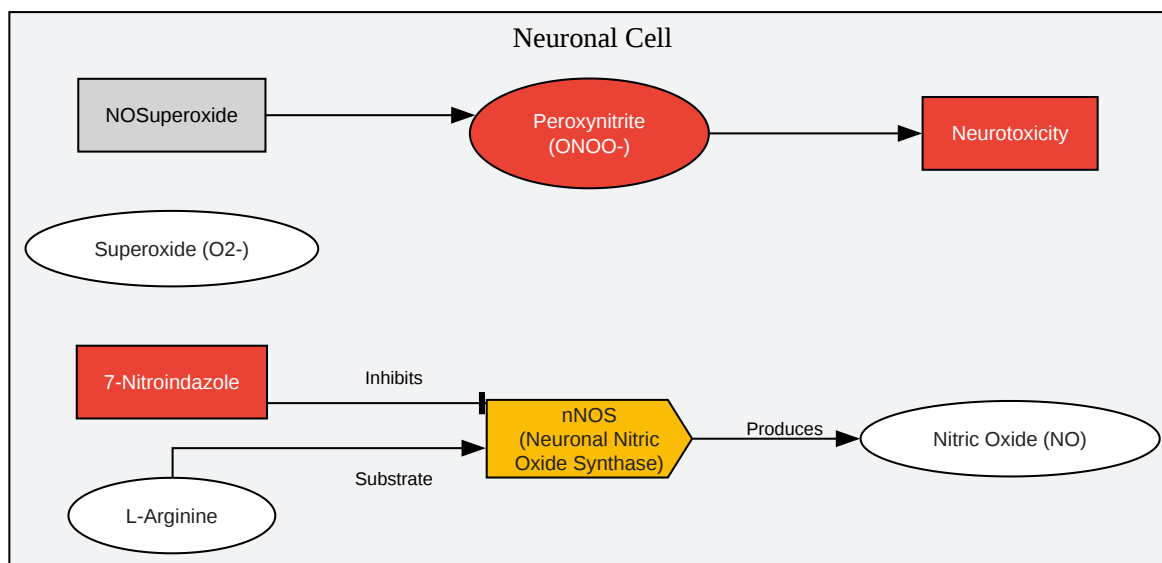 Neuronal Cell
NOSuperoxide
Peroxynitrite
(ONOO-)
Neurotoxicity
Superoxide (O2-)
7-Nitroindazole
Inhibits
nNOS
(Neuronal Nitric
Oxide Synthase)
Produces
Nitric Oxide (NO)
Substrate
L-Arginine